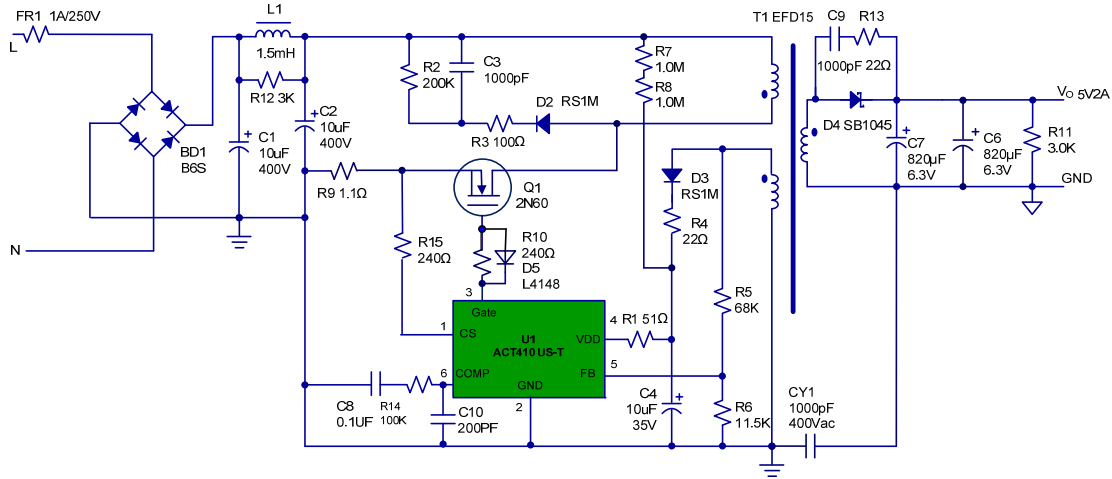 FR1 1A/250V
L
L1
1.5mH
R12 3K
BD1
B6S
C1
10uF
400V
C2
10uF
400V
N
R2
200K
C3
1000pF
R3 100Ω
D2 RS1M
R7
1.0M
R8
1.0M
T1 EFD15
C9 R13
1000pF 22Ω
D4 SB1045
Vo 5V2A
C7
820µF
6.3V
C6
820µF
6.3V
R11
3.0K
GND
R9 1.1Ω
Q1
2N60
R15
240Ω
R10
240Ω
D5
L4148
D3
RS1M
R4
22Ω
R5
68K
3
Gate
1
CS
U1
ACT410 US-T
4
VDD
R1 51Ω
5
FB
6
COMP
GND
2
C8
0.1UF
R14
100K
C10
200PF
C4
10uF
35V
R6
11.5K
CY1
1000pF
400Vac